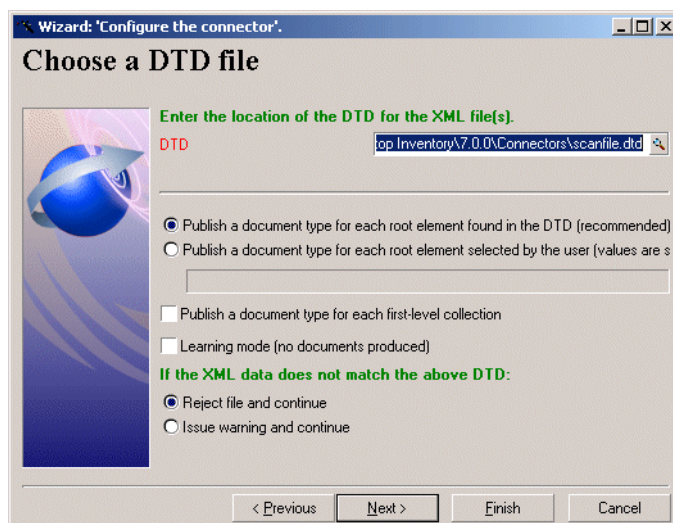 Wizard: 'Configure the connector'.
Choose a DTD file
Enter the location of the DTD for the XML file(s).
DTD top Inventory\7.0.0\Connectors\scanfile.dtd
Publish a document type for each root element found in the DTD (recommended)
Publish a document type for each root element selected by the user (values are s
Publish a document type for each first-level collection
Learning mode (no documents produced)
If the XML data does not match the above DTD:
Reject file and continue
Issue warning and continue
< Previous Next > Finish Cancel